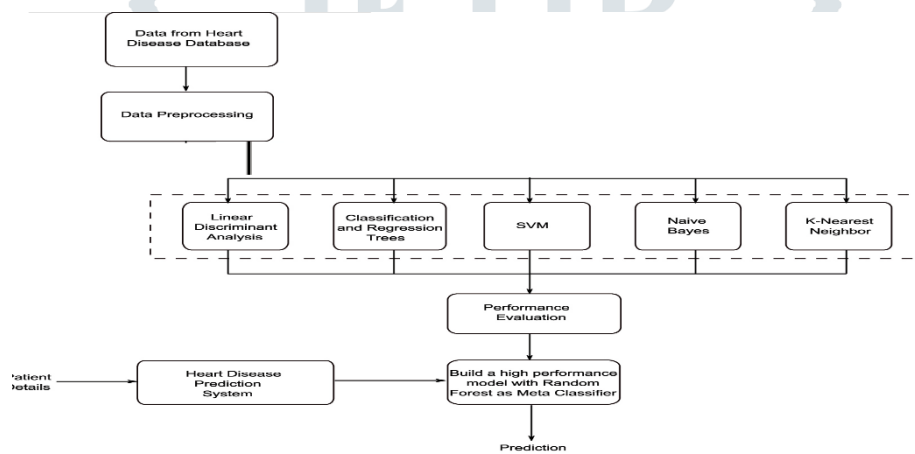 Data from Heart
Disease Database
Data Preprocessing
Linear
Discriminant
Analysis
Classification
and Regression
Trees
SVM
Naive
Bayes
K-Nearest
Neighbor
Performance
Evaluation
Heart Disease
Prediction
System
Build a high performance
model with Random
Forest as Meta Classifier
Prediction